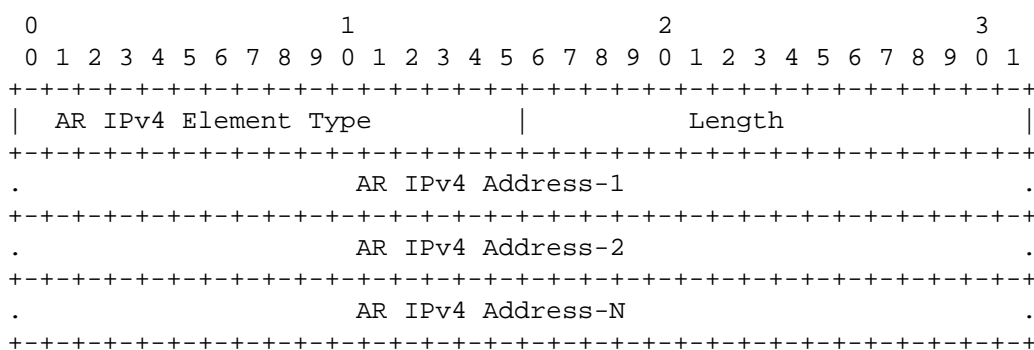 0                   1                   2                   3
 0 1 2 3 4 5 6 7 8 9 0 1 2 3 4 5 6 7 8 9 0 1 2 3 4 5 6 7 8 9 0 1
+-+-+-+-+-+-+-+-+-+-+-+-+-+-+-+-+-+-+-+-+-+-+-+-+-+-+-+-+-+-+-+-+
|  AR IPv4 Element Type         |          Length               |
+-+-+-+-+-+-+-+-+-+-+-+-+-+-+-+-+-+-+-+-+-+-+-+-+-+-+-+-+-+-+-+-+
.                     AR IPv4 Address-1                         .
+-+-+-+-+-+-+-+-+-+-+-+-+-+-+-+-+-+-+-+-+-+-+-+-+-+-+-+-+-+-+-+-+
.                     AR IPv4 Address-2                         .
+-+-+-+-+-+-+-+-+-+-+-+-+-+-+-+-+-+-+-+-+-+-+-+-+-+-+-+-+-+-+-+-+
.                     AR IPv4 Address-N                         .
+-+-+-+-+-+-+-+-+-+-+-+-+-+-+-+-+-+-+-+-+-+-+-+-+-+-+-+-+-+-+-+-+